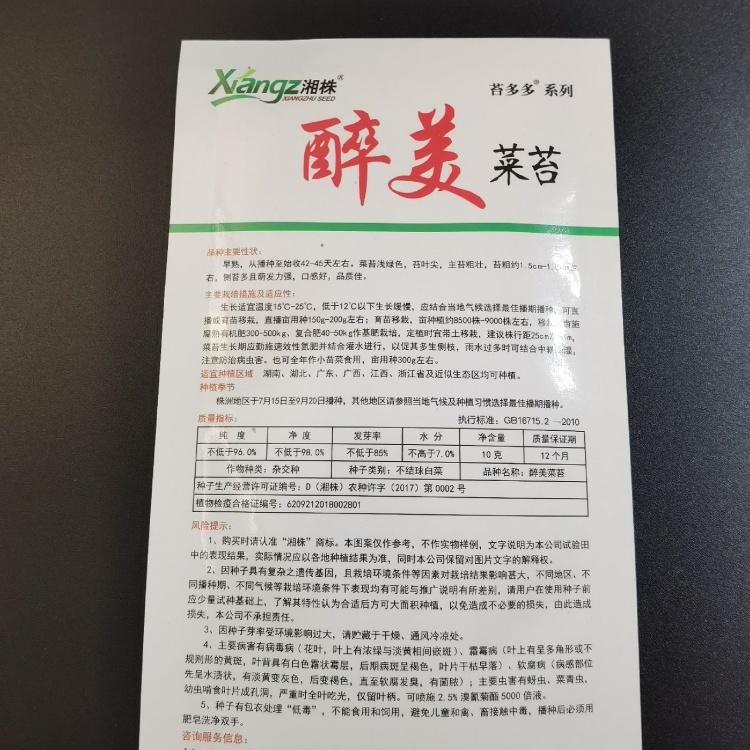 Xiangz湘株®
XIANGZHU SEED
苔多多® 系列
醉美 菜苔
品种主要性状:
早熟,从播种至始收42-45天左右。菜苔浅绿色,苔叶尖,主苔粗壮,苔粗约1.5cm-
右。侧苔多且萌发力强,口感好,品质佳。
主要栽培措施及适应性:
生长适宜温度15℃-25℃,低于12℃以下生长缓慢,应结合当地气候选择最佳播期播种,可直
播或育苗移栽,直播亩用种150g-200g左右;育苗移栽,亩种植约8500株-9000株左右,移 亩施
腐熟有机肥300-500kg、复合肥40-50kg作基肥栽培,定植时宜带土移栽,建议株行距25cm
菜苔生长期应勤施速效性氮肥并结合灌水进行,以促其多生侧枝,雨水过多时可结合中耕
注意防治病虫害。也可全年作小苗菜食用,亩用种300g左右。
适宜种植区域 湖南、湖北、广东、广西、江西、浙江省及近似生态区均可种植。
种植季节
株洲地区于7月15日至9月20日播种,其他地区请参照当地气候及种植习惯选择最佳播期播种。
质量指标: 执行标准:GB16715.2 —2010
纯 度 净 度 发芽率 水 分 净含量 质量保证期
不低于96.0% 不低于98.0% 不低于85% 不高于7.0% 10 克 12 个月
作物种类:杂交种 种子类别:不结球白菜 品种名称:醉美菜苔
种子生产经营许可证编号:D(湘株)农种许字(2017)第 0002 号
植物检疫合格证编号:6209212018002801
风险提示:
1、购买时请认准“湘株”商标。本图案仅作参考,不作实物样例,文字说明为本公司试验田
中的表现结果,实际情况应以各地种植结果为准,同时本公司保留对图片文字的解释权。
2、因种子具有复杂之遗传基因,且栽培环境条件等因素对栽培结果影响甚大,不同地区、不
同播种期、不同气候等栽培环境条件下表现均有可能与推广说明有所差别,请用户在使用种子前
应少量试种基础上,了解其特性认为合适后方可大面积种植,以免造成不必要的损失,由此造成
损失,本公司不承担责任。
3、因种子芽率受环境影响过大,请贮藏于干燥、通风冷凉处。
4、主要病害有病毒病(花叶,叶上有浓绿与淡黄相间嵌斑)、霜霉病(叶上有呈多角形或不
规则形的黄斑,叶背具有白色霜状霉层,后期病斑呈褐色,叶片干枯早落)、软腐病(病感部位
先呈水渍状,有淡黄变灰色,后变褐色,直至软腐发臭,有菌脓);主要虫害有蚜虫、菜青虫、
幼虫啃食叶片成孔洞,严重时全叶吃光,仅留叶柄。可喷施 2.5% 溴氰菊酯 5000 倍液。
5、种子有包衣处理“低毒”,不能食用和饲用,避免儿童和禽、畜接触中毒,播种后必须用
肥皂洗净双手。
咨询服务信息: